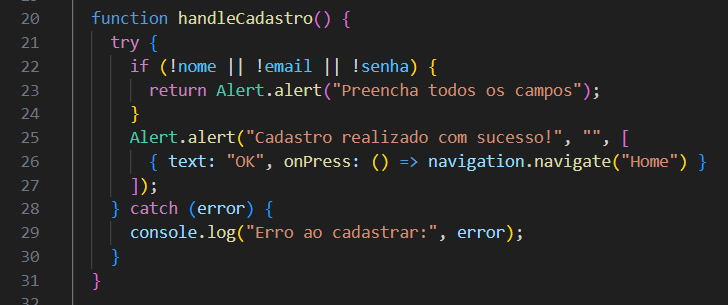 20 function handleCadastro() {
21 try {
22 if (!nome || !email || !senha) {
23 return Alert.alert("Preencha todos os campos");
24 }
25 Alert.alert("Cadastro realizado com sucesso!", "", [
26 { text: "OK", onPress: () => navigation.navigate("Home") }
27 ]);
28 } catch (error) {
29 console.log("Erro ao cadastrar:", error);
30 }
31 }